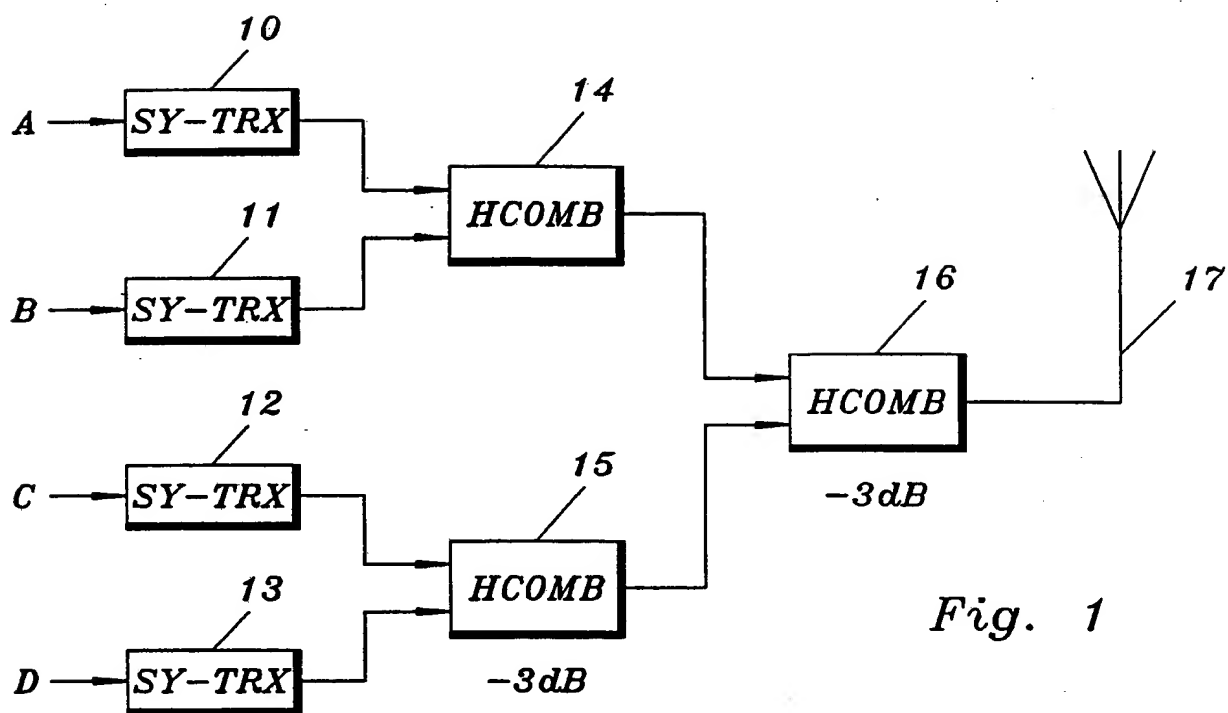 10
A SY-TRX
14
HCOMB
11
B SY-TRX
16
17
HCOMB
-3dB
12
C SY-TRX
15
HCOMB
-3dB
13
D SY-TRX
Fig. 1